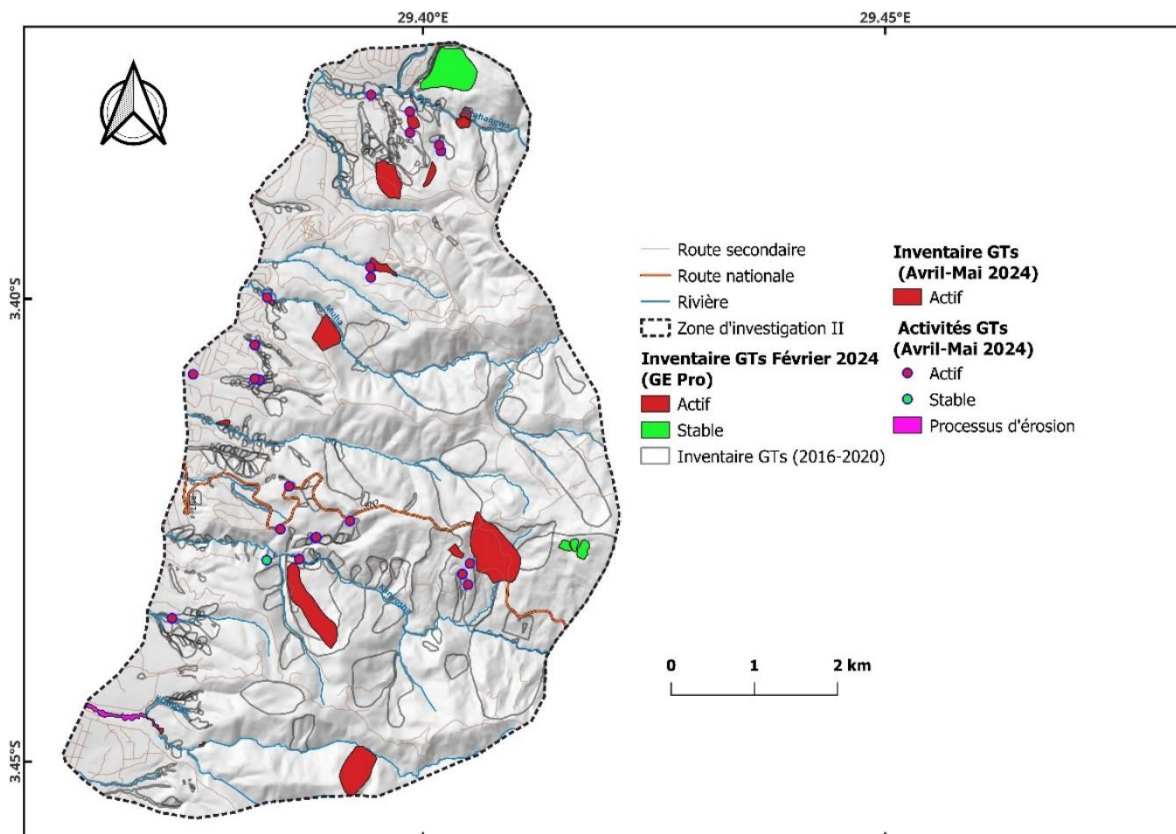 29.40°E
29.45°E
3.40°S
3.45°S
Muha
Route secondaire
Route nationale
Rivière
Zone d'investigation II
Inventaire GTs Février 2024
(GE Pro)
Actif
Stable
Inventaire GTs (2016-2020)
Inventaire GTs
(Avril-Mai 2024)
Actif
Activités GTs
(Avril-Mai 2024)
Actif
Stable
Processus d'érosion
0 1 2 km